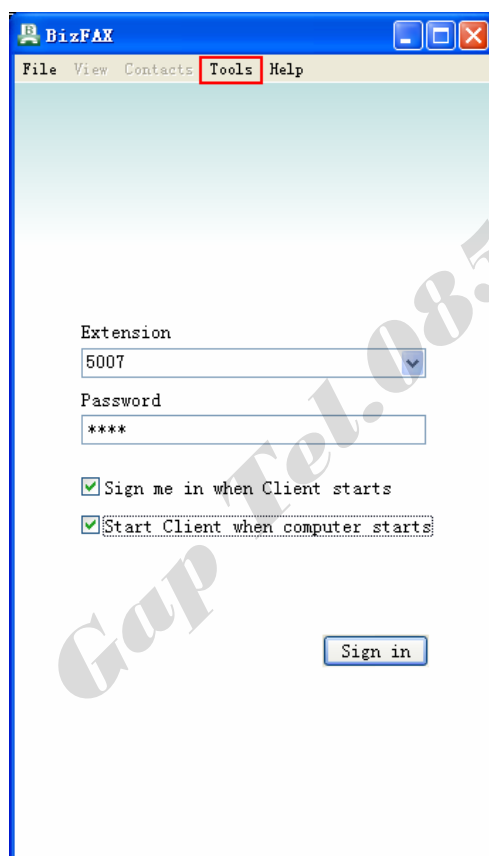 BizFAX
File View Contacts Tools Help
Extension
5007
Password
****
Sign me in when Client starts
Start Client when computer starts
Sign in
Gap Tel.085